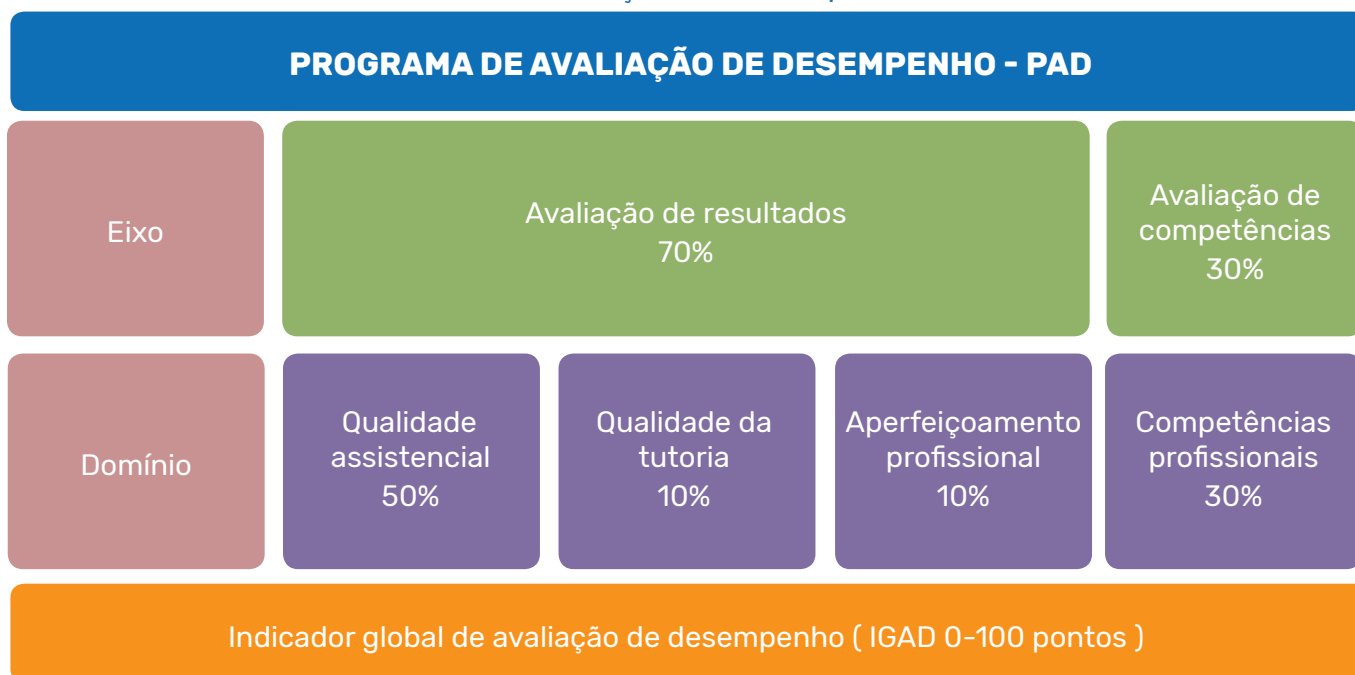 PROGRAMA DE AVALIAÇÃO DE DESEMPENHO - PAD
Eixo
Avaliação de resultados
70%
Avaliação de
competências
30%
Domínio
Qualidade
assistencial
50%
Qualidade da
tutoria
10%
Aperfeiçoamento
profissional
10%
Competências
profissionais
30%
Indicador global de avaliação de desempenho ( IGAD 0-100 pontos )